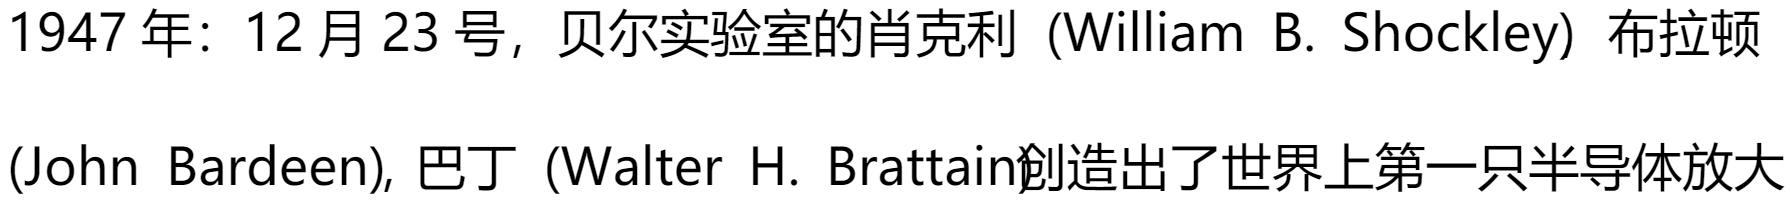 1947 年：12 月 23 号，贝尔实验室的肖克利 (William B. Shockley) 布拉顿
(John Bardeen), 巴丁 (Walter H. Brattain)创造出了世界上第一只半导体放大